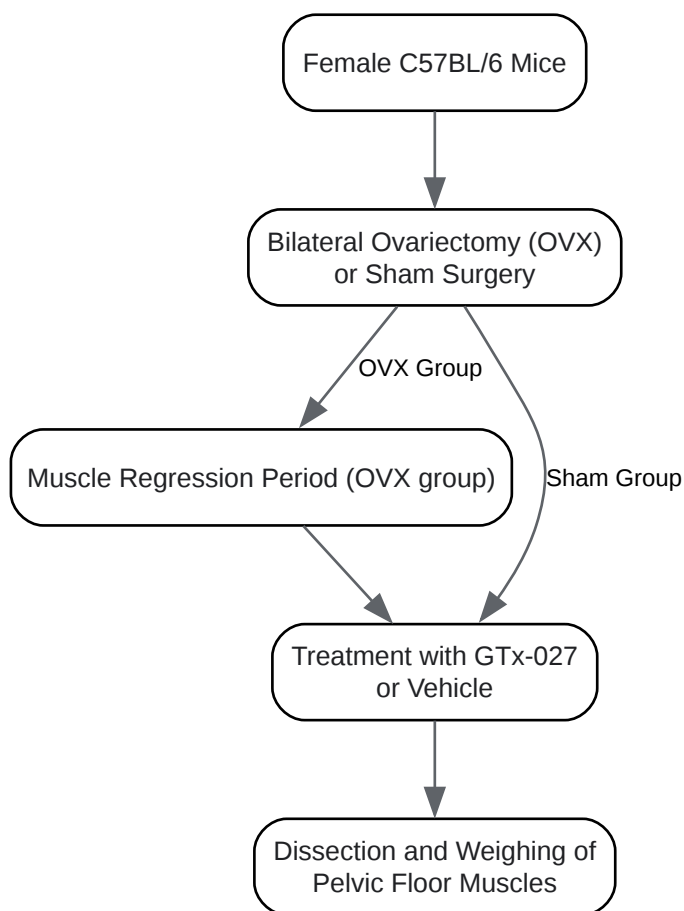 Female C57BL/6 Mice
Bilateral Ovariectomy (OVX)
or Sham Surgery
OVX Group
Muscle Regression Period (OVX group)
Sham Group
Treatment with GTx-027
or Vehicle
Dissection and Weighing of
Pelvic Floor Muscles